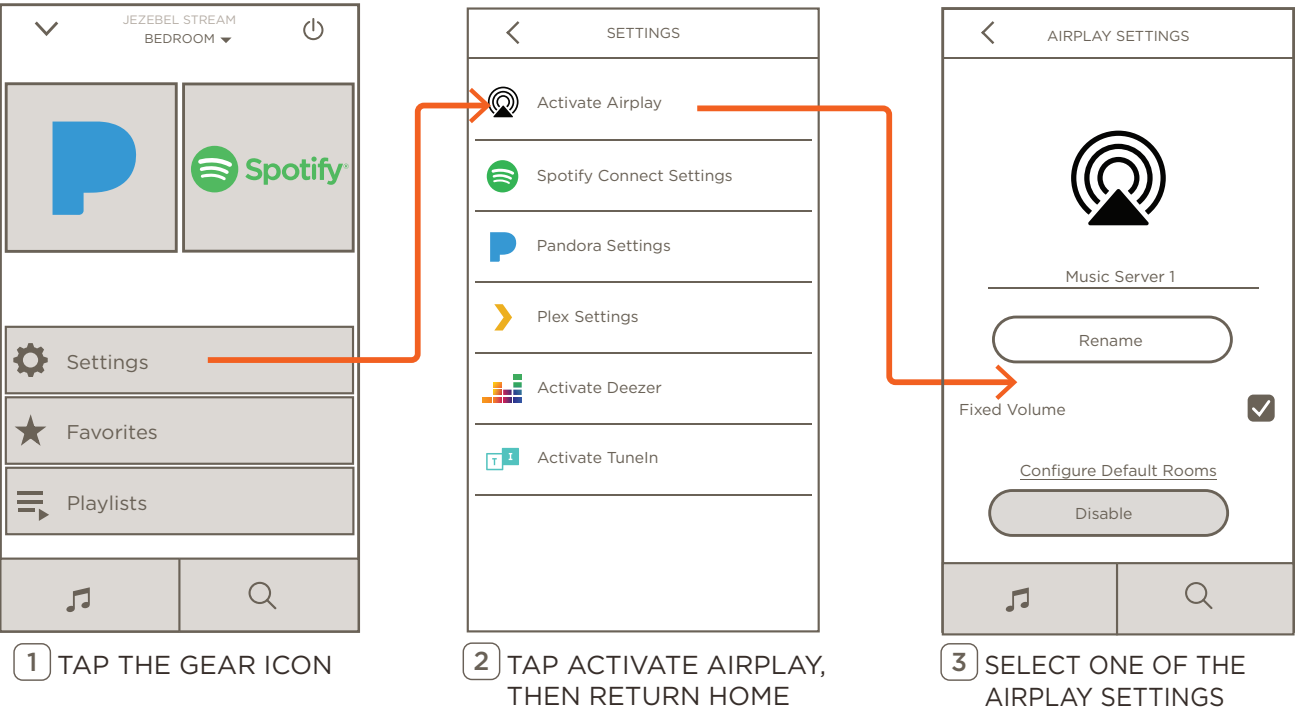 JEZEBEL STREAM
BEDROOM
Spotify®
Settings
Favorites
Playlists
1 TAP THE GEAR ICON
SETTINGS
Activate Airplay
Spotify Connect Settings
Pandora Settings
Plex Settings
Activate Deezer
T I Activate TuneIn
2 TAP ACTIVATE AIRPLAY,
THEN RETURN HOME
AIRPLAY SETTINGS
Music Server 1
Rename
Fixed Volume
Configure Default Rooms
Disable
3 SELECT ONE OF THE
AIRPLAY SETTINGS